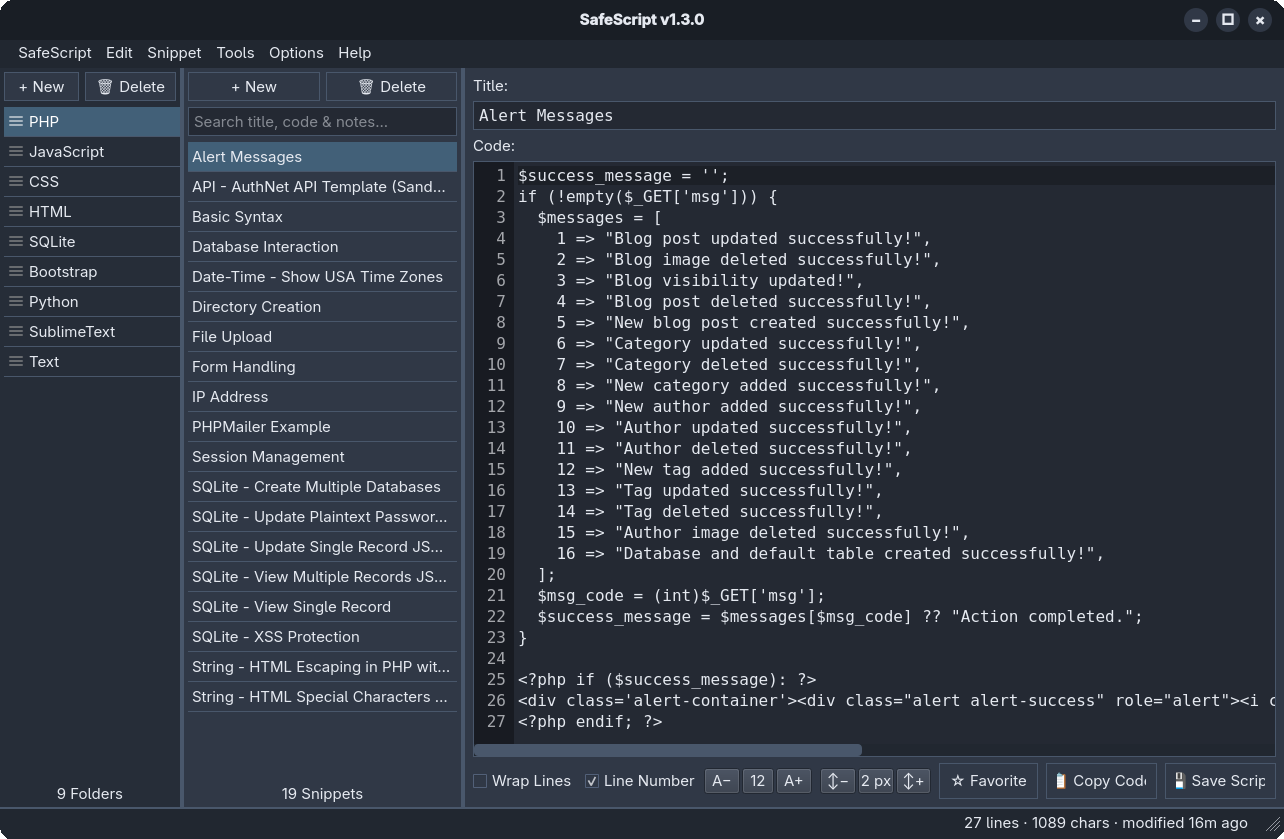 SafeScript v1.3.0
SafeScript Edit Snippet Tools Options Help
+ New Delete
PHP
JavaScript
CSS
HTML
SQLite
Bootstrap
Python
SublimeText
Text
9 Folders
+ New Delete
Search title, code & notes...
Alert Messages
API - AuthNet API Template (Sand...
Basic Syntax
Database Interaction
Date-Time - Show USA Time Zones
Directory Creation
File Upload
Form Handling
IP Address
PHPMailer Example
Session Management
SQLite - Create Multiple Databases
SQLite - Update Plaintext Passwor...
SQLite - Update Single Record JS...
SQLite - View Multiple Records JS...
SQLite - View Single Record
SQLite - XSS Protection
String - HTML Escaping in PHP wit...
String - HTML Special Characters ...
19 Snippets
Title:
Alert Messages
Code:
1 $success_message = '';
2 if (!empty($_GET['msg'])) {
3   $messages = [
4     1 => "Blog post updated successfully!",
5     2 => "Blog image deleted successfully!",
6     3 => "Blog visibility updated!",
7     4 => "Blog post deleted successfully!",
8     5 => "New blog post created successfully!",
9     6 => "Category updated successfully!",
10     7 => "Category deleted successfully!",
11     8 => "New category added successfully!",
12     9 => "New author added successfully!",
13     10 => "Author updated successfully!",
14     11 => "Author deleted successfully!",
15     12 => "New tag added successfully!",
16     13 => "Tag updated successfully!",
17     14 => "Tag deleted successfully!",
18     15 => "Author image deleted successfully!",
19     16 => "Database and default table created successfully!",
20   ];
21   $msg_code = (int)$_GET['msg'];
22   $success_message = $messages[$msg_code] ?? "Action completed.";
23 }
24
25 <?php if ($success_message): ?>
26 <div class='alert-container'><div class="alert alert-success" role="alert"><i c
27 <?php endif; ?>
Wrap Lines Line Number A− 12 A+ ↕− 2 px ↕+ ☆ Favorite Copy Cod Save Scrip
27 lines · 1089 chars · modified 16m ago